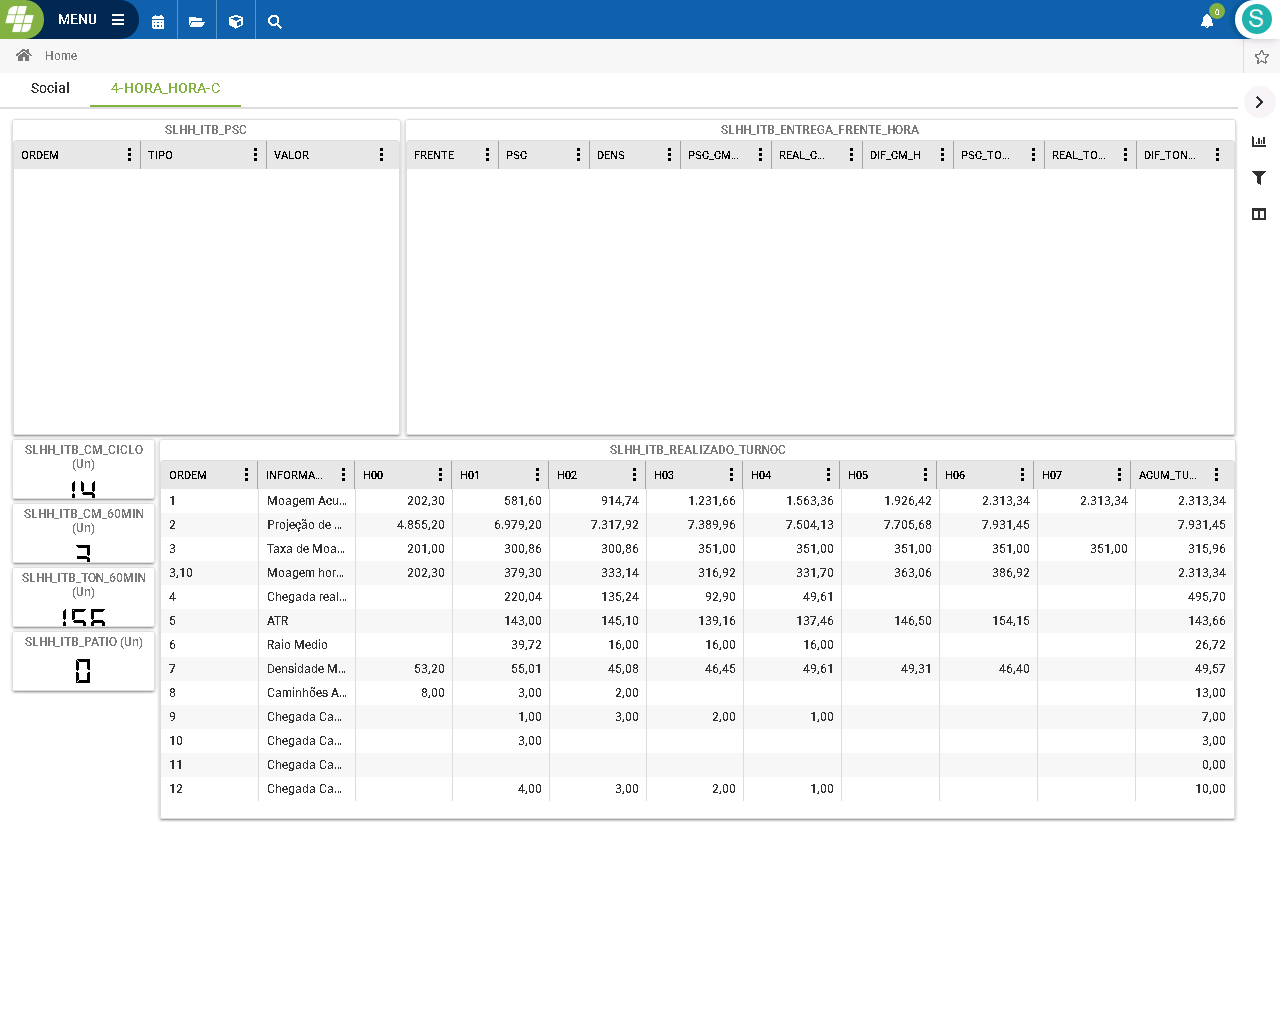 MENU
0
S
Home
Social 4-HORA_HORA-C
SLHH_ITB_PSC
ORDEM TIPO VALOR
SLHH_ITB_ENTREGA_FRENTE_HORA
FRENTE PSC DENS PSC_CM... REAL_C... DIF_CM_H PSC_TO... REAL_TO... DIF_TON...
SLHH_ITB_CM_CICLO
(Un)
14
SLHH_ITB_CM_60MIN
(Un)
3
SLHH_ITB_TON_60MIN
(Un)
SLHH_ITB_PATIO (Un)
0
SLHH_ITB_REALIZADO_TURNOC
ORDEM INFORMA... H00 H01 H02 H03 H04 H05 H06 H07 ACUM_TU...
1 Moagem Acu... 202,30 581,60 914,74 1.231,66 1.563,36 1.926,42 2.313,34 2.313,34 2.313,34
2 Projeção de ... 4.855,20 6.979,20 7.317,92 7.389,96 7.504,13 7.705,68 7.931,45 7.931,45
3 Taxa de Moa... 201,00 300,86 300,86 351,00 351,00 351,00 351,00 351,00 315,96
3,10 Moagem hor... 202,30 379,30 333,14 316,92 331,70 363,06 386,92 2.313,34
4 Chegada real... 220,04 135,24 92,90 49,61 495,70
5 ATR 143,00 145,10 139,16 137,46 146,50 154,15 143,66
6 Raio Medio 39,72 16,00 16,00 16,00 26,72
7 Densidade M... 53,20 55,01 45,08 46,45 49,61 49,31 46,40 49,57
8 Caminhões A... 8,00 3,00 2,00 13,00
9 Chegada Ca... 1,00 3,00 2,00 1,00 7,00
10 Chegada Ca... 3,00 3,00
11 Chegada Ca... 0,00
12 Chegada Ca... 4,00 3,00 2,00 1,00 10,00